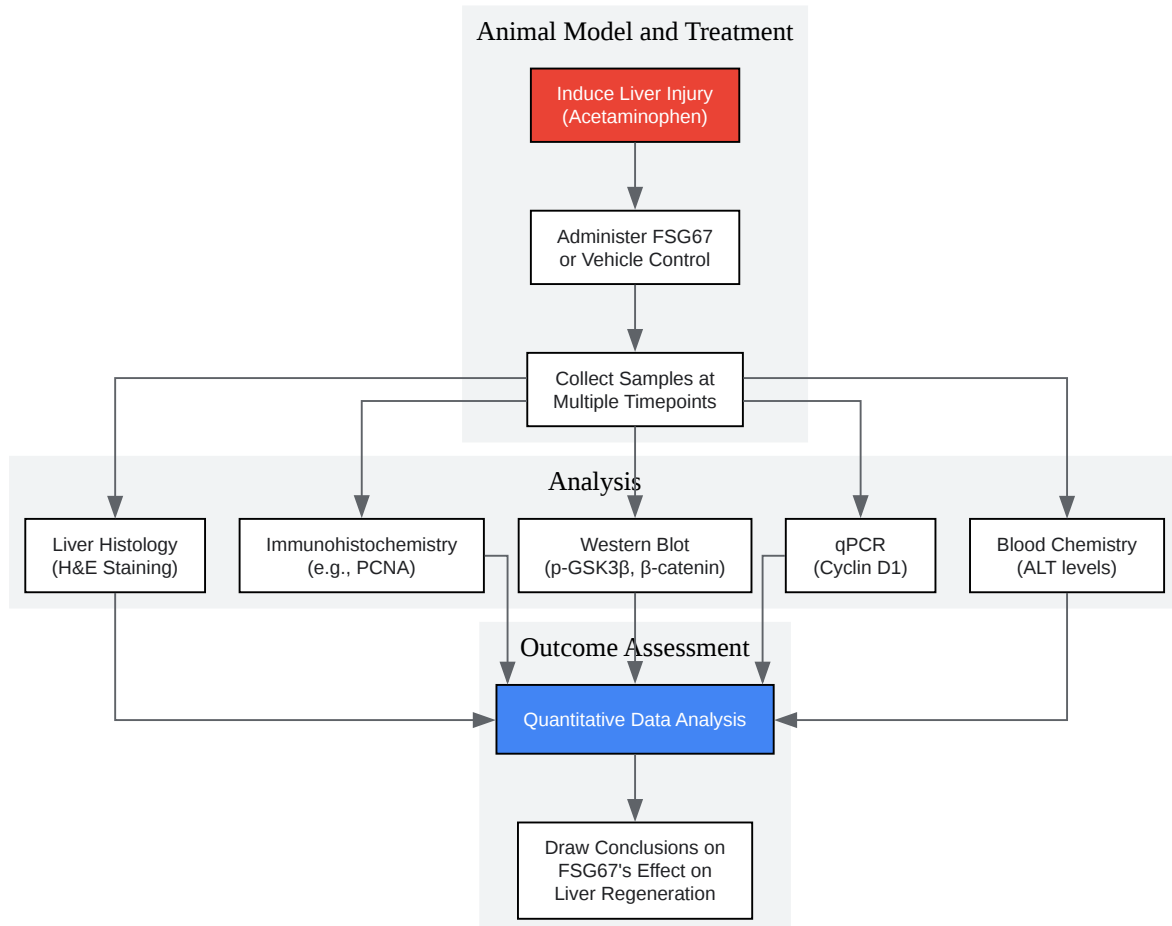 Animal Model and Treatment
Induce Liver Injury
(Acetaminophen)
Administer FSG67
or Vehicle Control
Collect Samples at
Multiple Timepoints
Analysis
Liver Histology
(H&E Staining)
Immunohistochemistry
(e.g., PCNA)
Western Blot
(p-GSK3β, β-catenin)
qPCR
(Cyclin D1)
Blood Chemistry
(ALT levels)
Outcome Assessment
Quantitative Data Analysis
Draw Conclusions on
FSG67's Effect on
Liver Regeneration